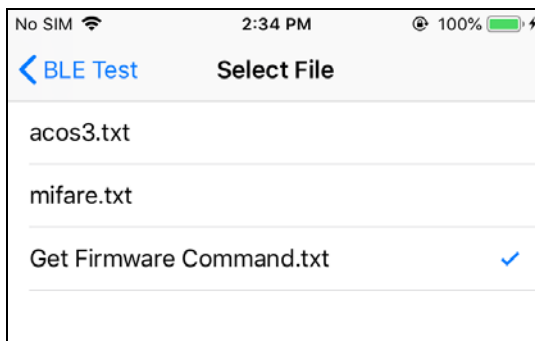 No SIM 2:34 PM 100%
BLE Test Select File
acos3.txt
mifare.txt
Get Firmware Command.txt